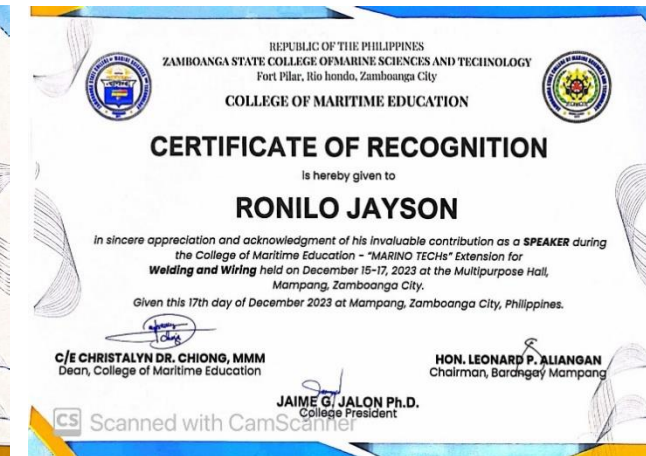 REPUBLIC OF THE PHILIPPINES
ZAMBOANGA STATE COLLEGE OFMARINE SCIENCES AND TECHNOLOGY
Fort Pilar, Rio hondo, Zamboanga City
COLLEGE OF MARITIME EDUCATION
CERTIFICATE OF RECOGNITION
is hereby given to
RONILO JAYSON
in sincere appreciation and acknowledgment of his invaluable contribution as a SPEAKER during
the College of Maritime Education - "MARINO TECHs" Extension for
Welding and Wiring held on December 15-17, 2023 at the Multipurpose Hall,
Mampang, Zamboanga City.
Given this 17th day of December 2023 at Mampang, Zamboanga City, Philippines.
C/E CHRISTALYN DR. CHIONG, MMM
Dean, College of Maritime Education
HON. LEONARD P. ALIANGAN
Chairman, Barangay Mampang
JAIME G. JALON Ph.D.
College President
CS Scanned with CamScanner